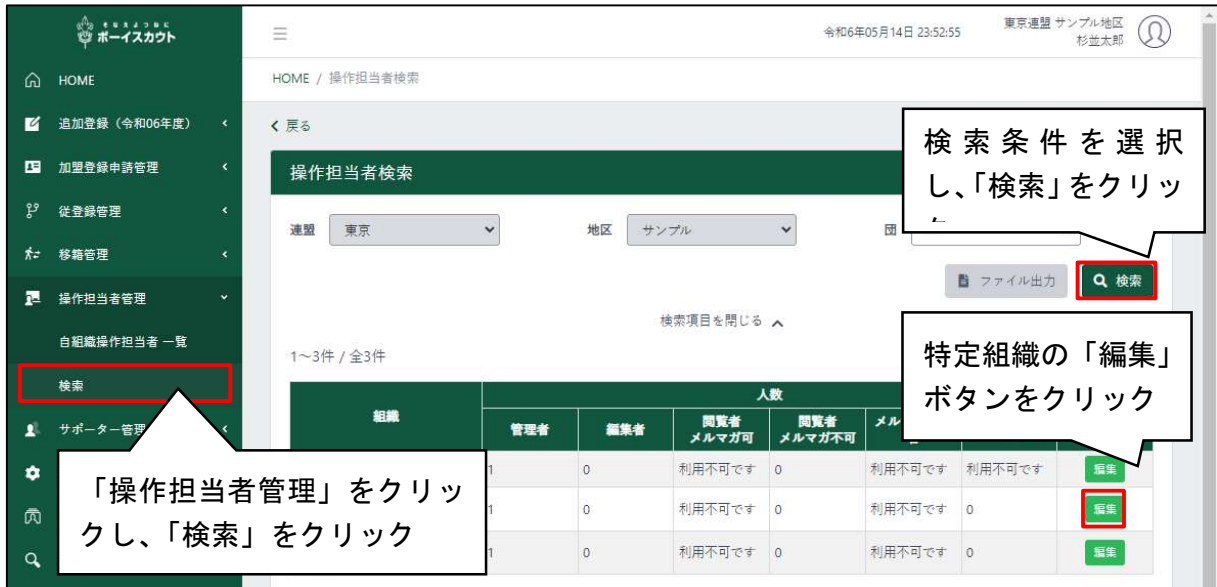 そなえよつねに
ボーイスカウト
令和6年05月14日 23:52:55
東京連盟 サンプル地区
杉並太郎
HOME
HOME / 操作担当者検索
追加登録（令和06年度）
戻る
加盟登録申請管理
操作担当者検索
検索条件を選択
し、「検索」をクリッ
従登録管理
連盟 東京 地区 サンプル 団
移籍管理
ファイル出力 検索
操作担当者管理
検索項目を閉じる
自組織操作担当者 一覧
1～3件 / 全3件
特定組織の「編集」
ボタンをクリック
検索
人数
組織
管理者 編集者 閲覧者 メルマガ可 閲覧者 メルマガ不可
サポーター管理
1 0 利用不可です 0 利用不可です 利用不可です 編集
「操作担当者管理」をクリッ
クし、「検索」をクリック
1 0 利用不可です 0 利用不可です 0 編集
1 0 利用不可です 0 利用不可です 0 編集